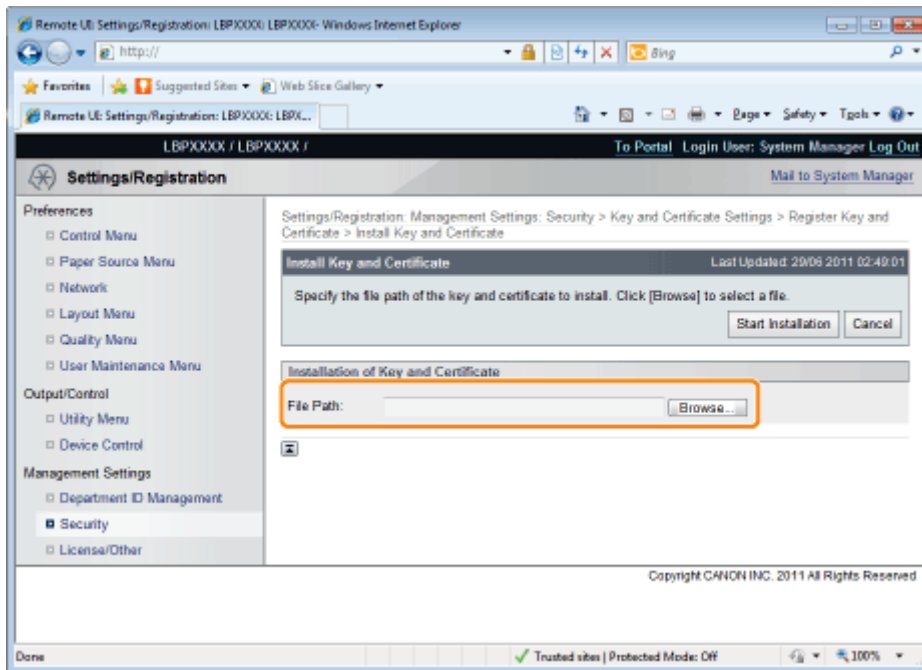 Remote UI: Settings/Registration: LBPXXXX: LBPXXXX- Windows Internet Explorer
http://
Bing
Favorites Suggested Sites Web Slice Gallery
Remote UI: Settings/Registration: LBPXXXX: LBPX...
Page Safety Tools
LBPXXXX / LBPXXXX /
To Portal Login User: System Manager Log Out
Settings/Registration
Mail to System Manager
Preferences
Control Menu
Paper Source Menu
Network
Layout Menu
Quality Menu
User Maintenance Menu
Output/Control
Utility Menu
Device Control
Management Settings
Department ID Management
Security
License/Other
Settings/Registration: Management Settings: Security > Key and Certificate Settings > Register Key and
Certificate > Install Key and Certificate
Install Key and Certificate
Last Updated: 29/06 2011 02:49:01
Specify the file path of the key and certificate to install. Click [Browse] to select a file.
Start Installation Cancel
Installation of Key and Certificate
File Path: Browse...
Copyright CANON INC. 2011 All Rights Reserved
Done
Trusted sites | Protected Mode: Off
100%